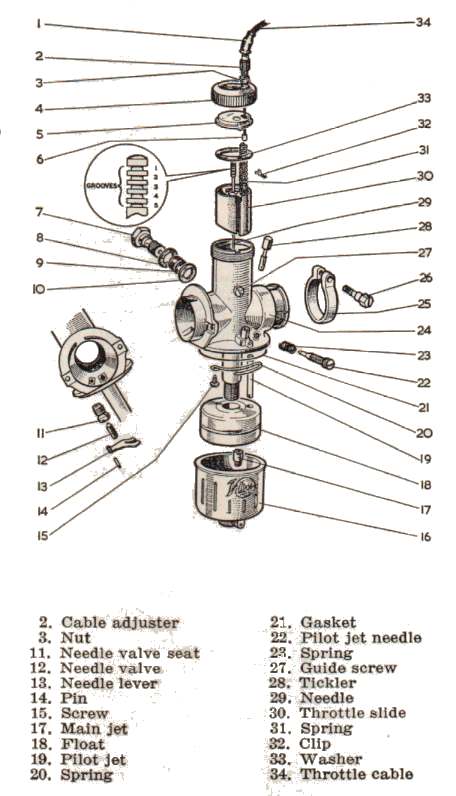 1
34
2
3
4
33
5
32
6
31
GROOVES
1
2
3
4
5
30
7
29
8
28
9
27
10
26
25
24
23
11
22
12
21
13
20
14
19
15
18
17
16
2. Cable adjuster
3. Nut
11. Needle valve seat
12. Needle valve
13. Needle lever
14. Pin
15. Screw
17. Main jet
18. Float
19. Pilot jet
20. Spring
21. Gasket
22. Pilot jet needle
23. Spring
27. Guide screw
28. Tickler
29. Needle
30. Throttle slide
31. Spring
32. Clip
33. Washer
34. Throttle cable